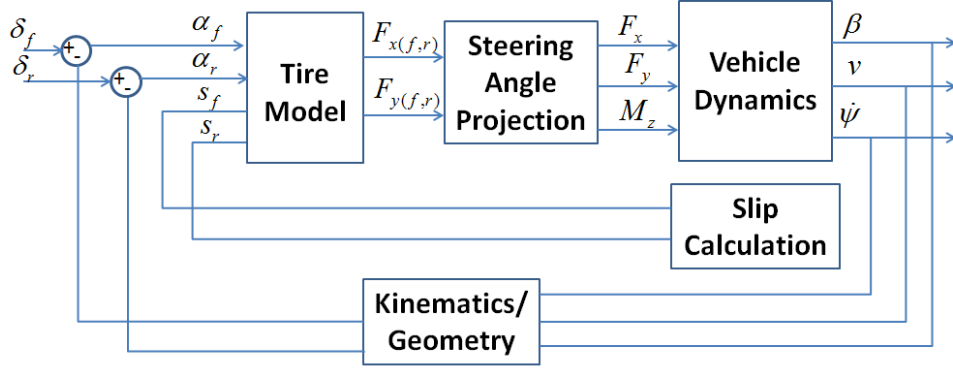 δ_f
+
-
δ_r
+
-
α_f
α_r
s_f
s_r
Tire
Model
F_x(f,r)
F_y(f,r)
Steering
Angle
Projection
F_x
F_y
M_z
Vehicle
Dynamics
β
v
ψ̇
Slip
Calculation
Kinematics/
Geometry